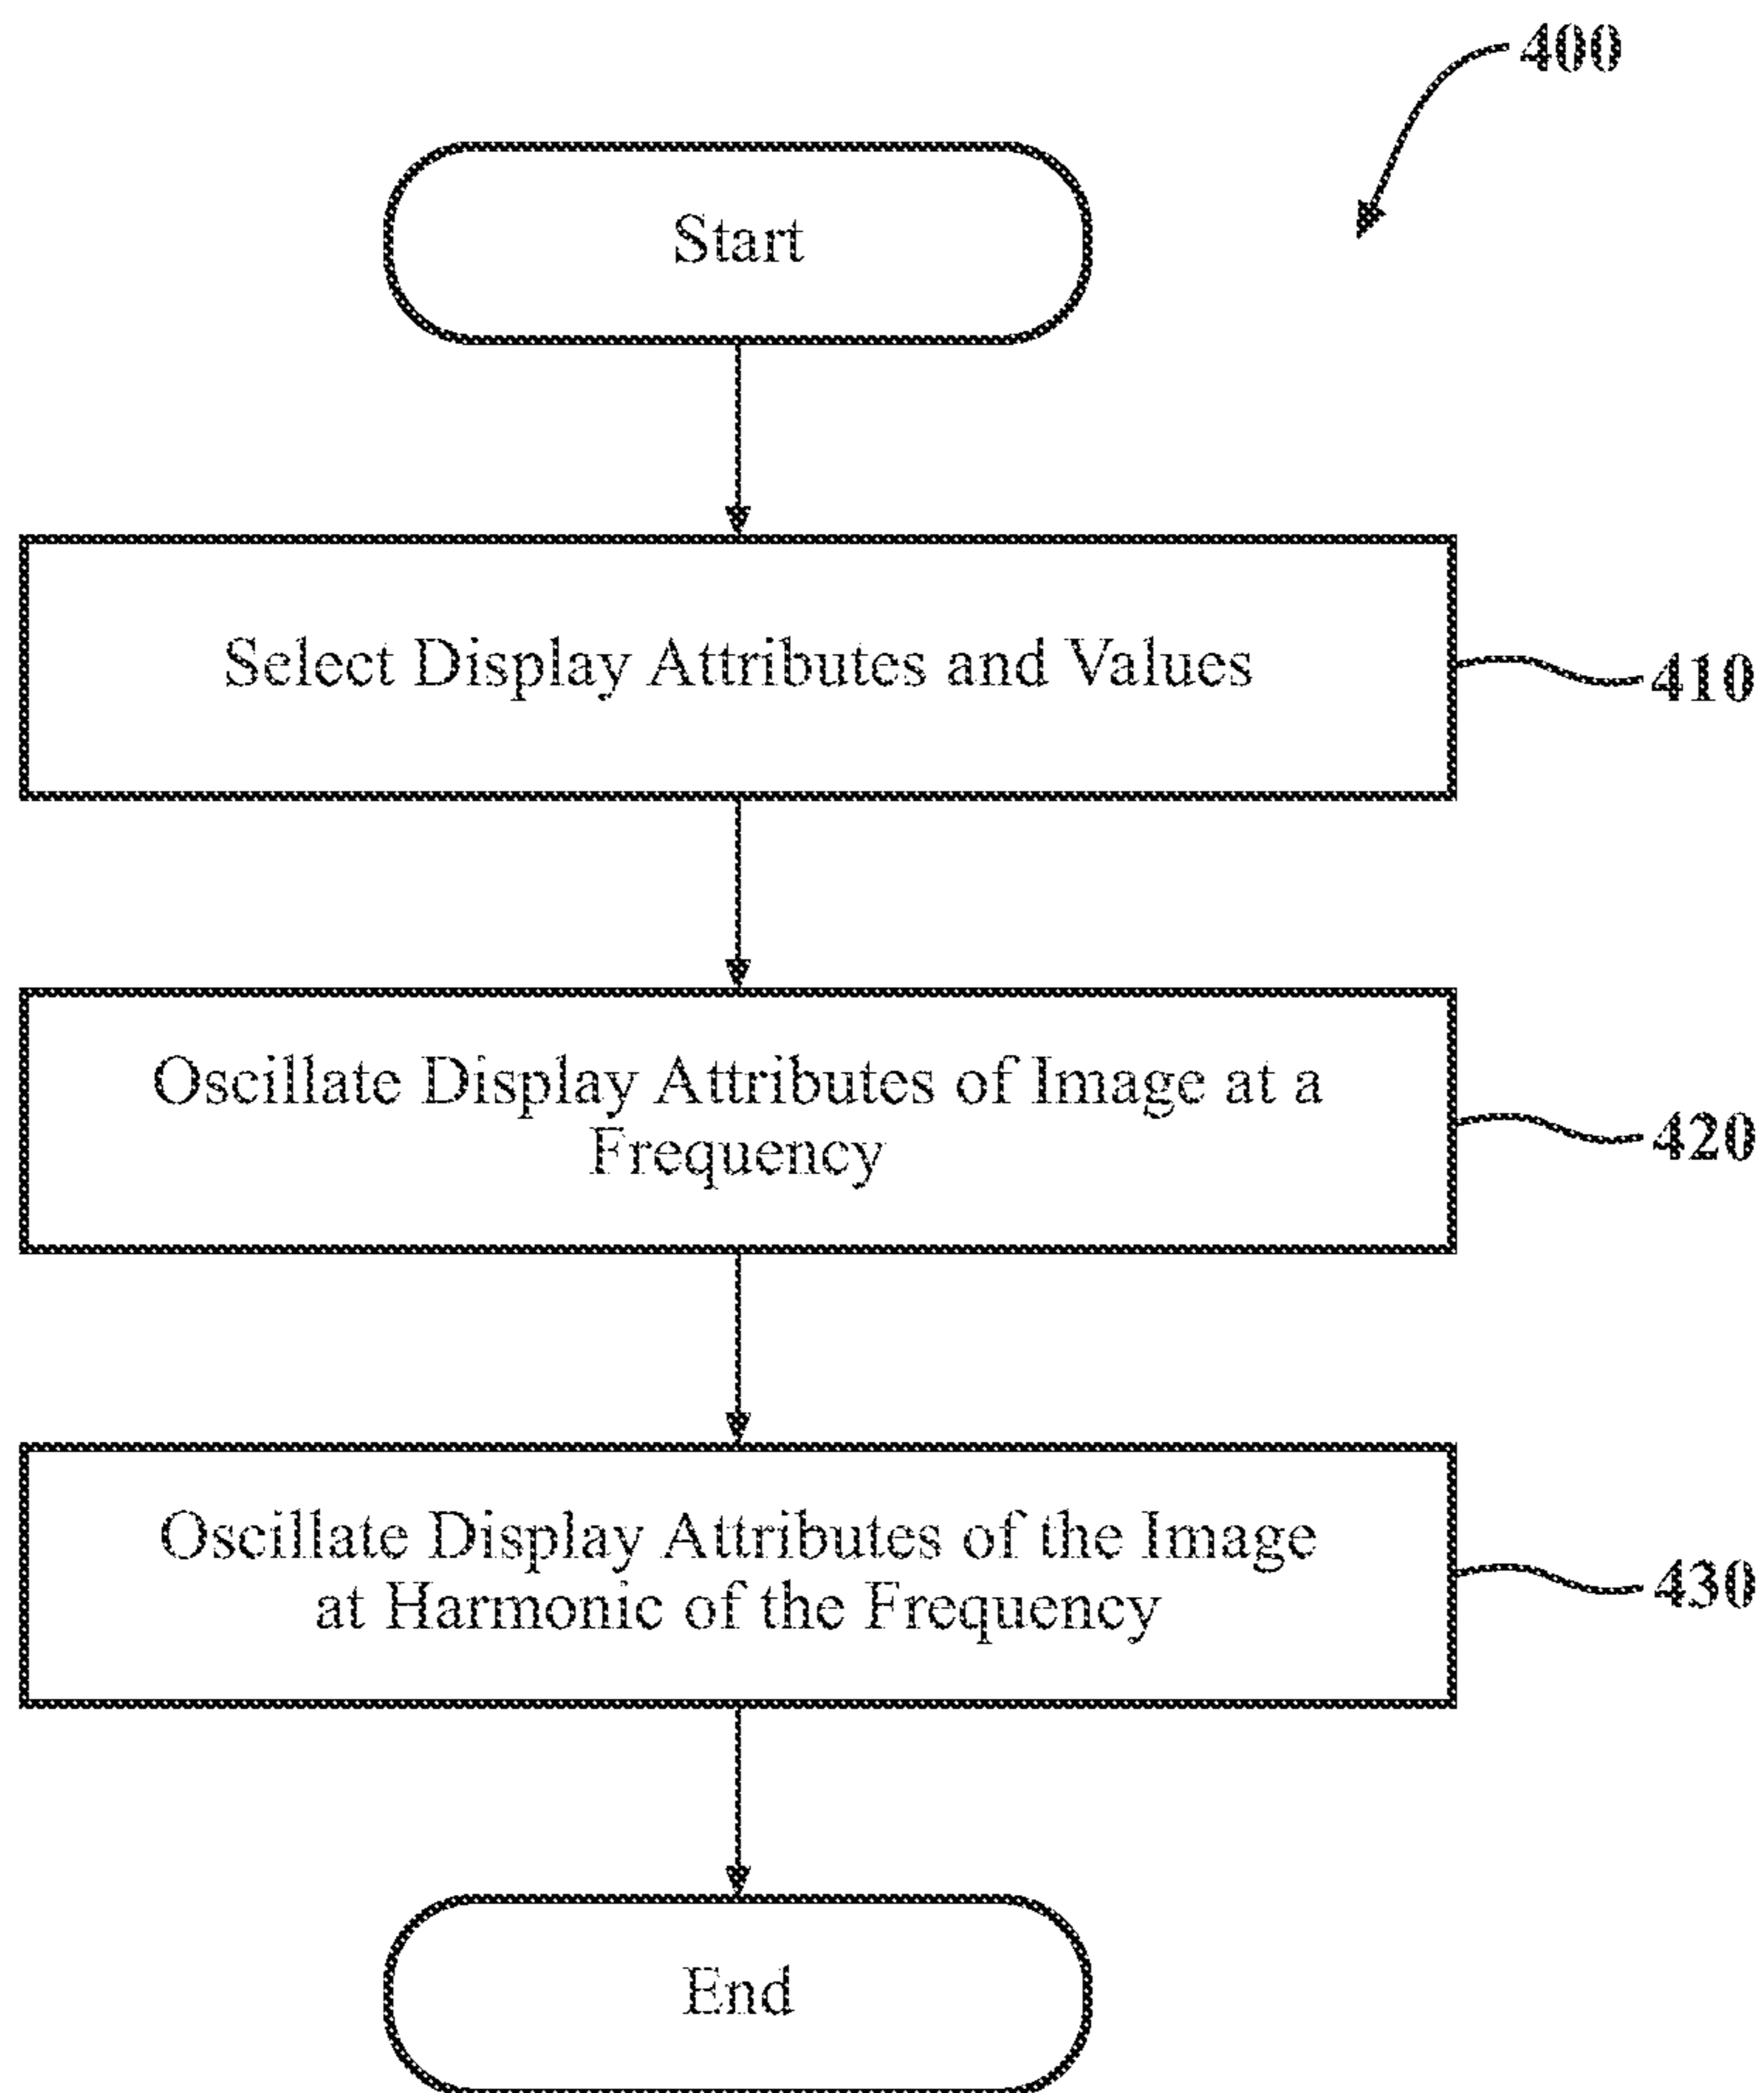 400
Start
Select Display Attributes and Values
410
Oscillate Display Attributes of Image at a
Frequency
420
Oscillate Display Attributes of the Image
at Harmonic of the Frequency
430
End